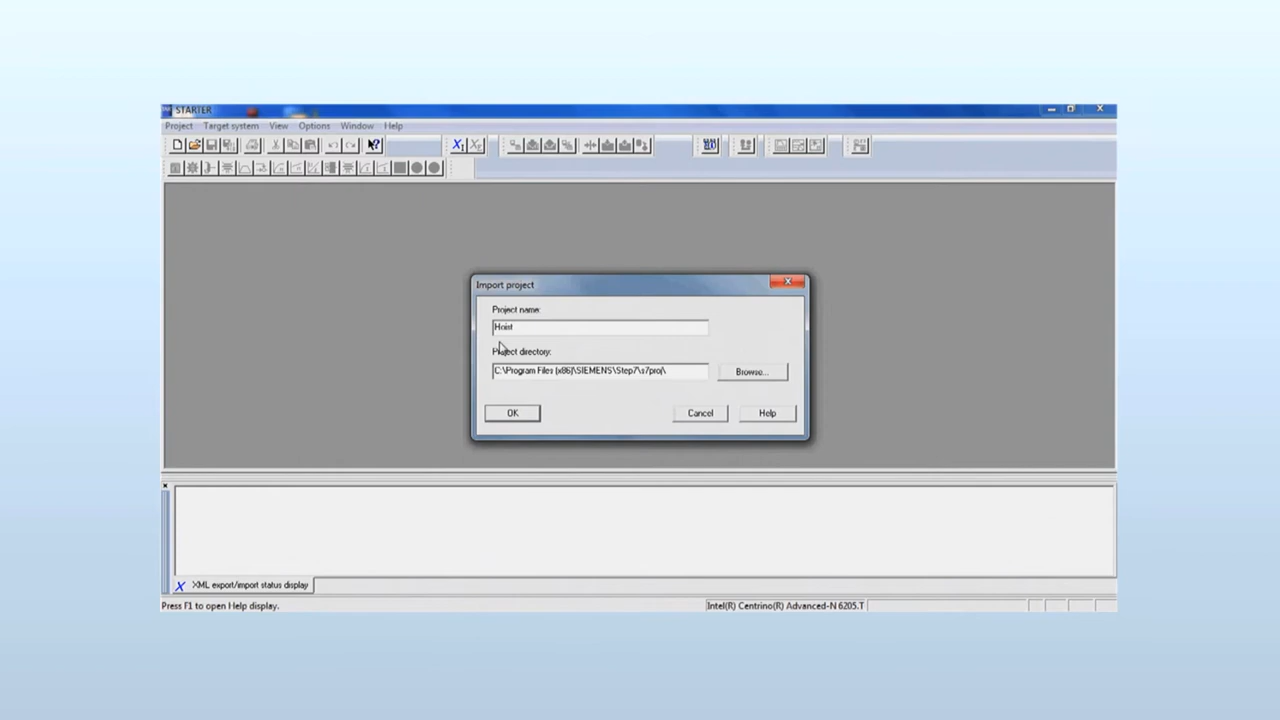 STARTER
Project Target system View Options Window Help
Import project
Project name:
Hoist
Project directory:
C:\Program Files (x86)\SIEMENS\Step7\s7proj\
Browse...
OK Cancel Help
XML export/import status display
Press F1 to open Help display.
Intel(R) Centrino(R) Advanced-N 6205.T